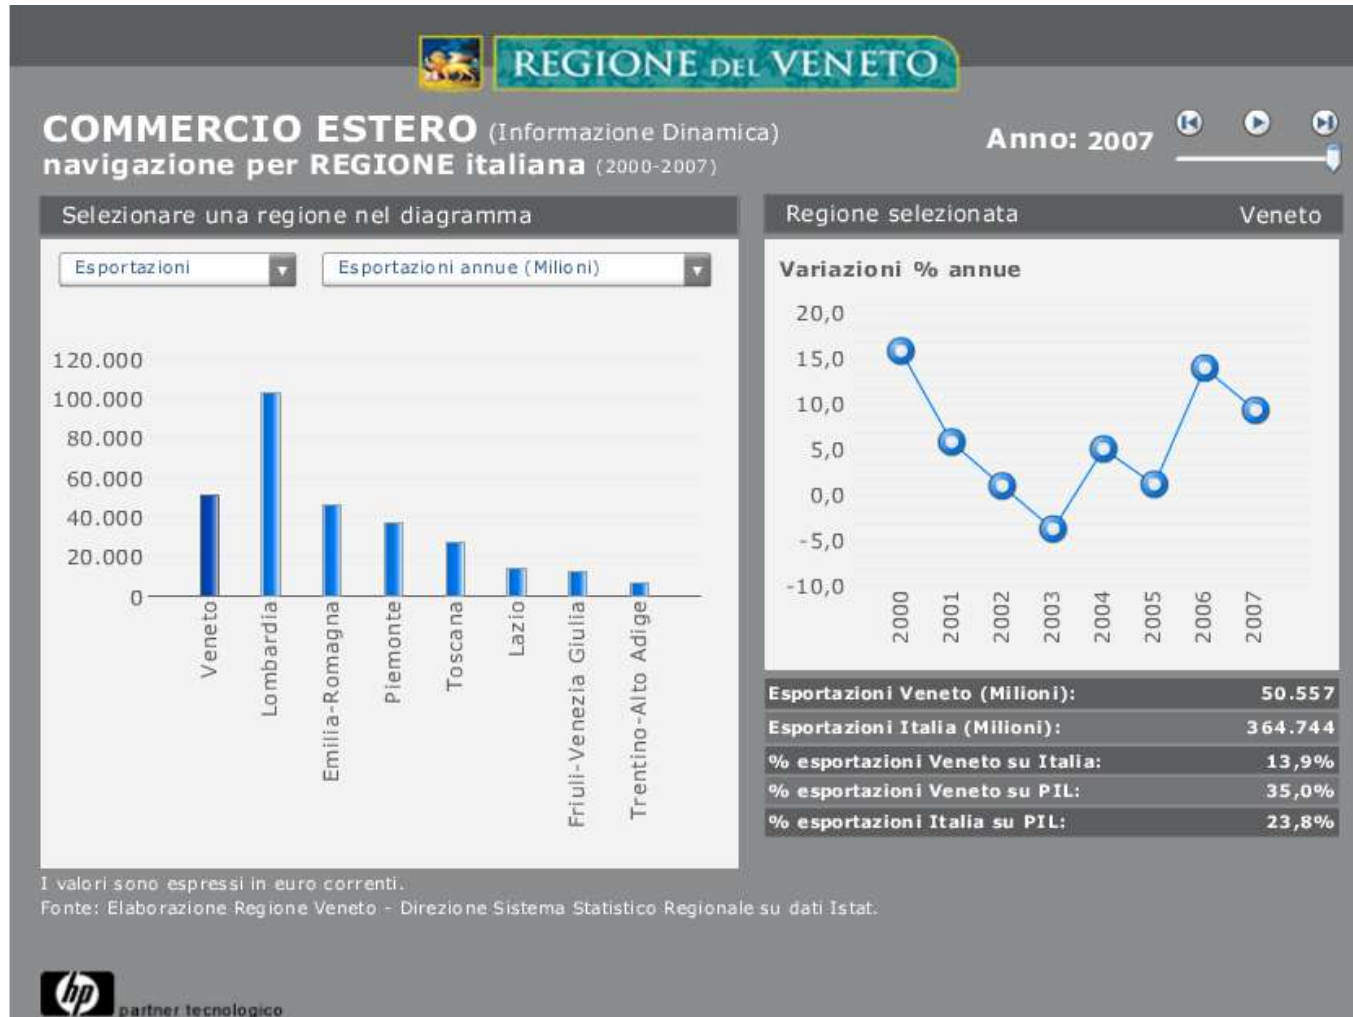 REGIONE DEL VENETO
COMMERCIO ESTERO (Informazione Dinamica)
navigazione per REGIONE italiana (2000-2007)
Anno: 2007
Selezionare una regione nel diagramma
Esportazioni
Esportazioni annue (Milioni)
120.000
100.000
80.000
60.000
40.000
20.000
0
Veneto
Lombardia
Emilia-Romagna
Piemonte
Toscana
Lazio
Friuli-Venezia Giulia
Trentino-Alto Adige
Regione selezionata Veneto
Variazioni % annue
20,0
15,0
10,0
5,0
0,0
-5,0
-10,0
2000
2001
2002
2003
2004
2005
2006
2007
Esportazioni Veneto (Milioni): 50.557
Esportazioni Italia (Milioni): 364.744
% esportazioni Veneto su Italia: 13,9%
% esportazioni Veneto su PIL: 35,0%
% esportazioni Italia su PIL: 23,8%
I valori sono espressi in euro correnti.
Fonte: Elaborazione Regione Veneto - Direzione Sistema Statistico Regionale su dati Istat.
hp
partner tecnologico